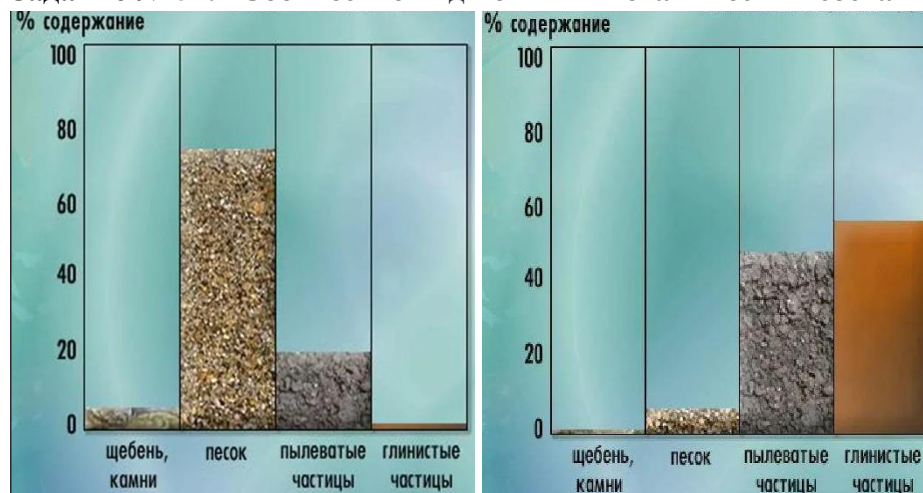 % содержание
100
80
60
40
20
0
щебень, песок пылеватые глинистые
камни частицы частицы
% содержание
100
80
60
40
20
0
щебень, песок пылеватые глинистые
камни частицы частицы